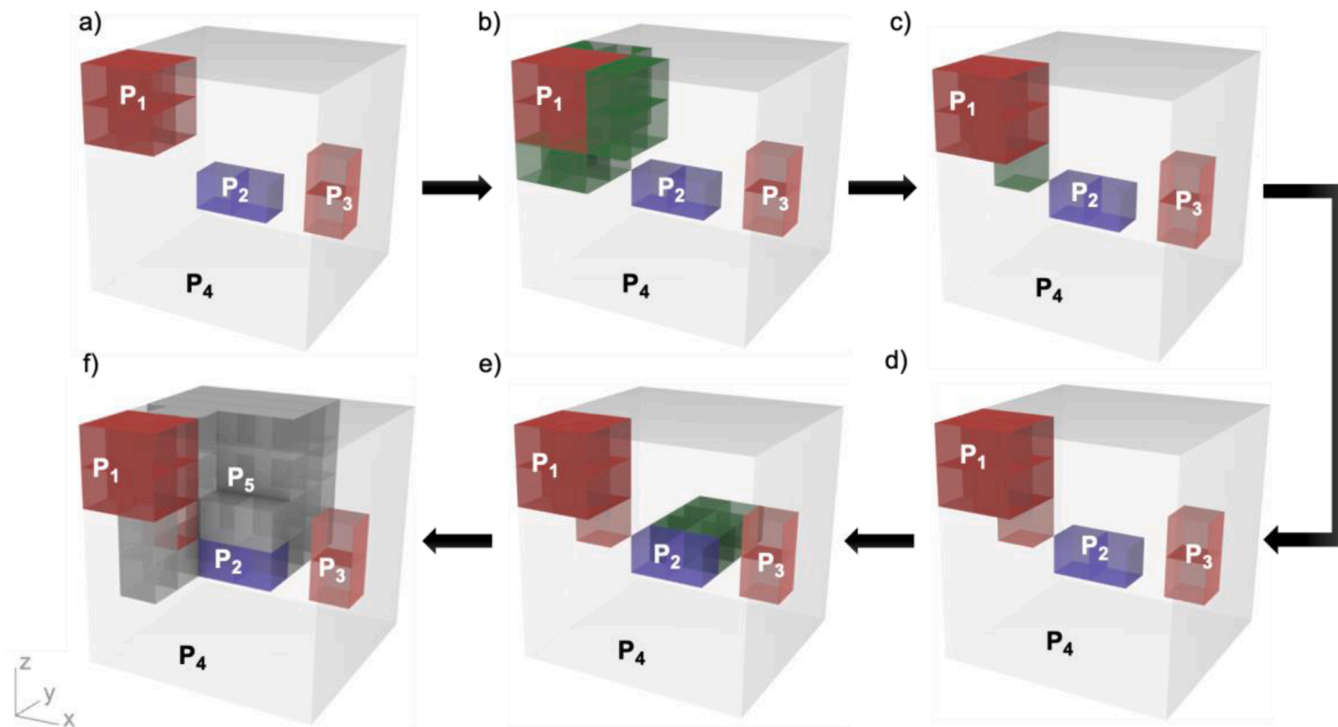 a)
P₁
P₂
P₃
P₄
b)
P₁
P₂
P₃
P₄
c)
P₁
P₂
P₃
P₄
d)
P₁
P₂
P₃
P₄
e)
P₁
P₂
P₃
P₄
f)
P₁
P₅
P₂
P₃
P₄
z
y
x